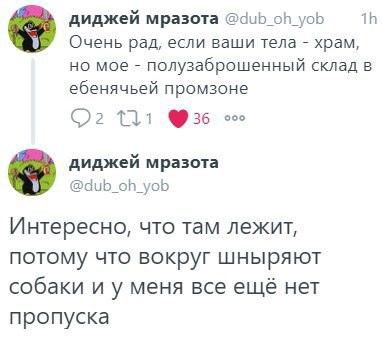 диджей мразота @dub_oh_yob 1h
Очень рад, если ваши тела - храм,
но мое - полузаброшенный склад в
ебенячьей промзоне
2 1 36
диджей мразота
@dub_oh_yob
Интересно, что там лежит,
потому что вокруг шныряют
собаки и у меня все ещё нет
пропуска